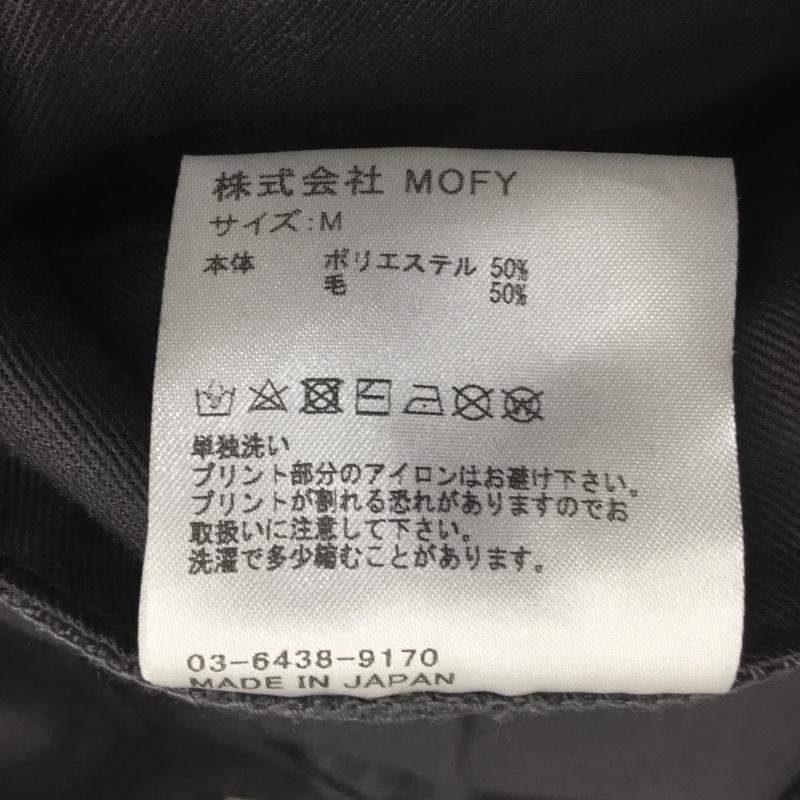 株式会社 MOFY
サイズ:M
本体 ポリエステル 50%
毛 50%
単独洗い
プリント部分のアイロンはお避け下さい。
プリントが割れる恐れがありますのでお
取扱いに注意して下さい。
洗濯で多少縮むことがあります。
03-6438-9170
MADE IN JAPAN